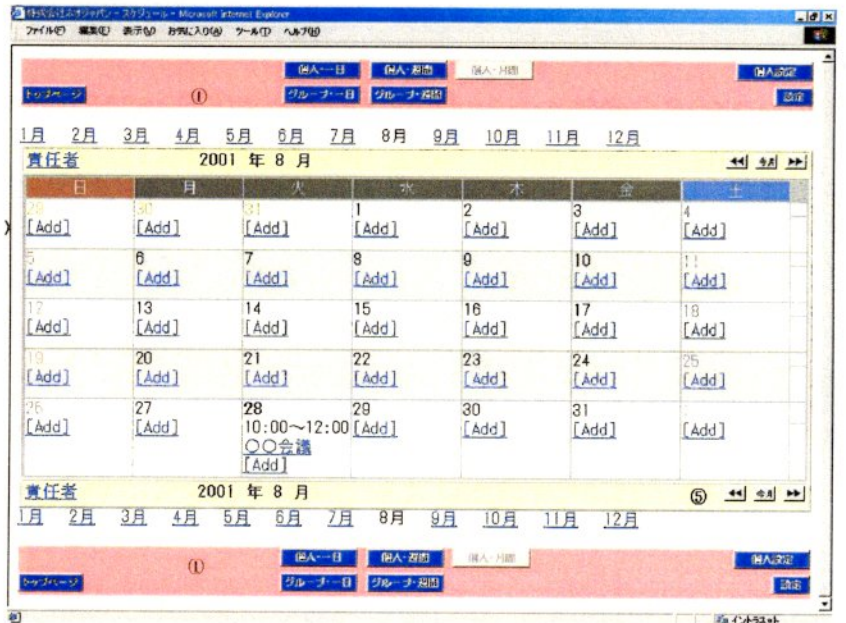 スケジュール - Microsoft Internet Explorer
ファイル(F) 編集(E) 表示(V) お気に入り(A) ツール(T) ヘルプ(H)
個人・一日 個人・週間 個人・月間 個人設定
トップページ ① グループ・一日 グループ・週間 設定
1月 2月 3月 4月 5月 6月 7月 8月 9月 10月 11月 12月
責任者 2001 年 8 月 今月
日 月 火 水 木 金 土
29 30 31 1 2 3 4
[Add] [Add] [Add] [Add] [Add] [Add] [Add]
5 6 7 8 9 10 11
[Add] [Add] [Add] [Add] [Add] [Add] [Add]
12 13 14 15 16 17 18
[Add] [Add] [Add] [Add] [Add] [Add] [Add]
19 20 21 22 23 24 25
[Add] [Add] [Add] [Add] [Add] [Add] [Add]
26 27 28 29 30 31
[Add] [Add] 10:00～12:00 [Add] [Add] [Add] [Add]
○○会議
[Add]
責任者 2001 年 8 月 ⑤ 今月
1月 2月 3月 4月 5月 6月 7月 8月 9月 10月 11月 12月
個人・一日 個人・週間 個人・月間 個人設定
トップページ ① グループ・一日 グループ・週間 設定
イントラネット